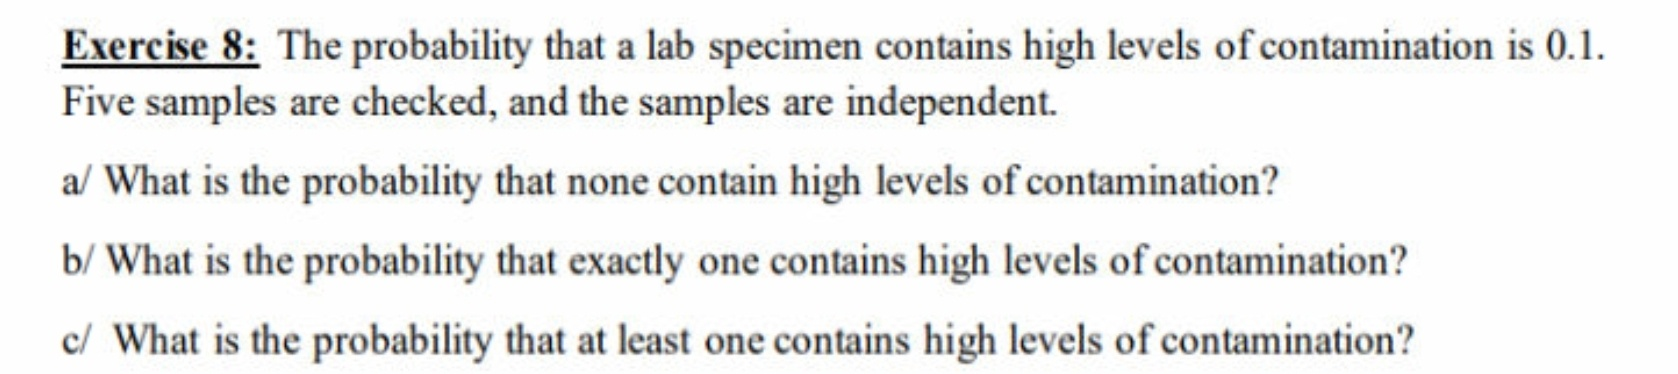 Exercise 8: The probability that a lab specimen contains high levels of contamination is 0.1.
Five samples are checked, and the samples are independent.
a/ What is the probability that none contain high levels of contamination?
b/ What is the probability that exactly one contains high levels of contamination?
c/ What is the probability that at least one contains high levels of contamination?